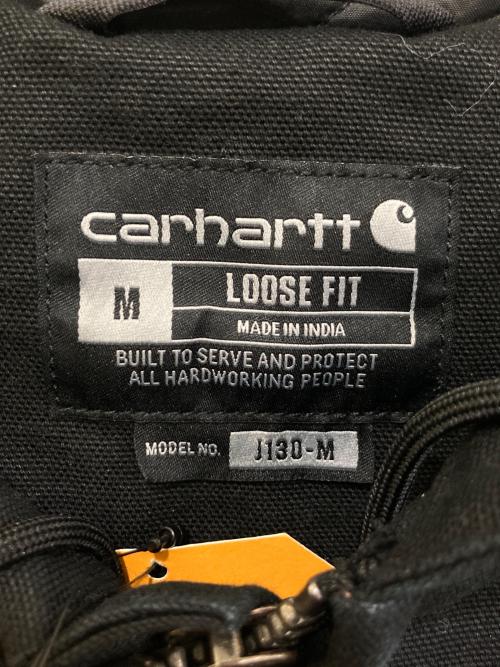 carhartt
M
LOOSE FIT
MADE IN INDIA
BUILT TO SERVE AND PROTECT
ALL HARDWORKING PEOPLE
MODEL NO. J130-M